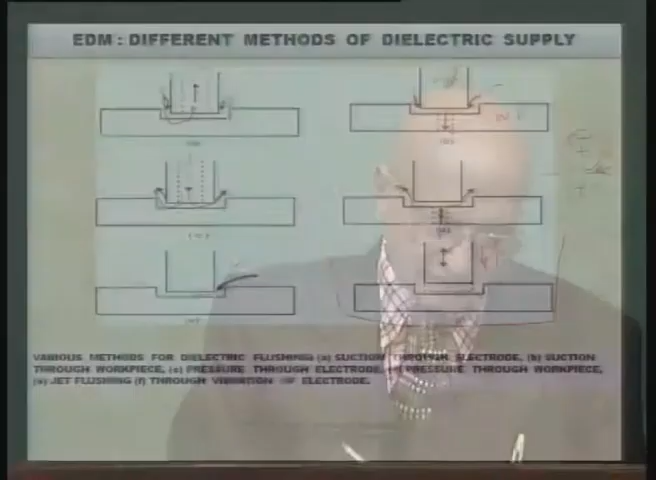 EDM : DIFFERENT METHODS OF DIELECTRIC SUPPLY
VARIOUS METHODS FOR DIELECTRIC FLUSHING (a) SUCTION THROUGH ELECTRODE, (b) SUCTION
THROUGH WORKPIECE, (c) PRESSURE THROUGH ELECTRODE, PRESSURE THROUGH WORKPIECE,
(e) JET FLUSHING (f) THROUGH VIBRATION OF ELECTRODE.